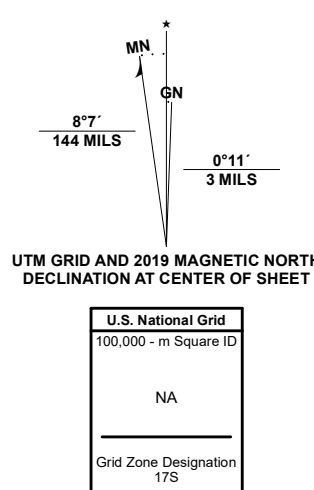 MN
GN
8°7´
144 MILS
0°11´
3 MILS
UTM GRID AND 2019 MAGNETIC NORTH
DECLINATION AT CENTER OF SHEET
U.S. National Grid
100,000 - m Square ID
NA
Grid Zone Designation
17S